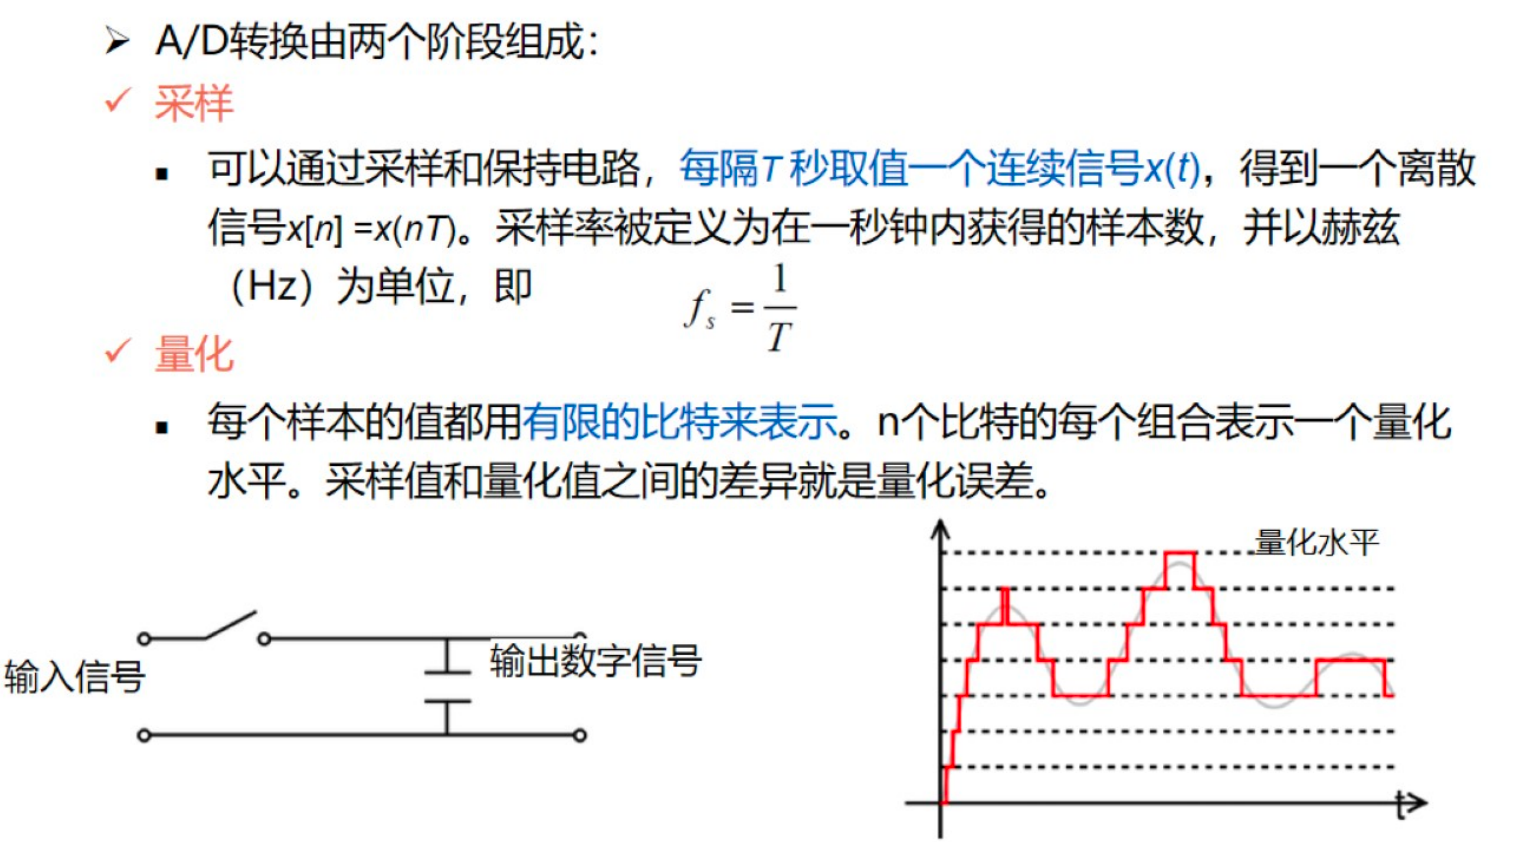 ➢ A/D转换由两个阶段组成：
✓ 采样
▪ 可以通过采样和保持电路，每隔T 秒取值一个连续信号x(t)，得到一个离散
信号x[n] =x(nT)。采样率被定义为在一秒钟内获得的样本数，并以赫兹
（Hz）为单位，即
f_s = 1/T
✓ 量化
▪ 每个样本的值都用有限的比特来表示。n个比特的每个组合表示一个量化
水平。采样值和量化值之间的差异就是量化误差。
量化水平
输入信号
输出数字信号
t